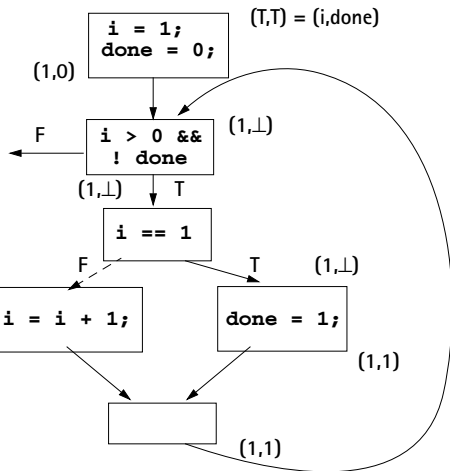 (T,T) = (i,done)
i = 1;
done = 0;
(1,0)
F
i > 0 &&
! done
(1,⊥)
(1,⊥)
T
i == 1
F
T
(1,⊥)
i = i + 1;
done = 1;
(1,1)
(1,1)